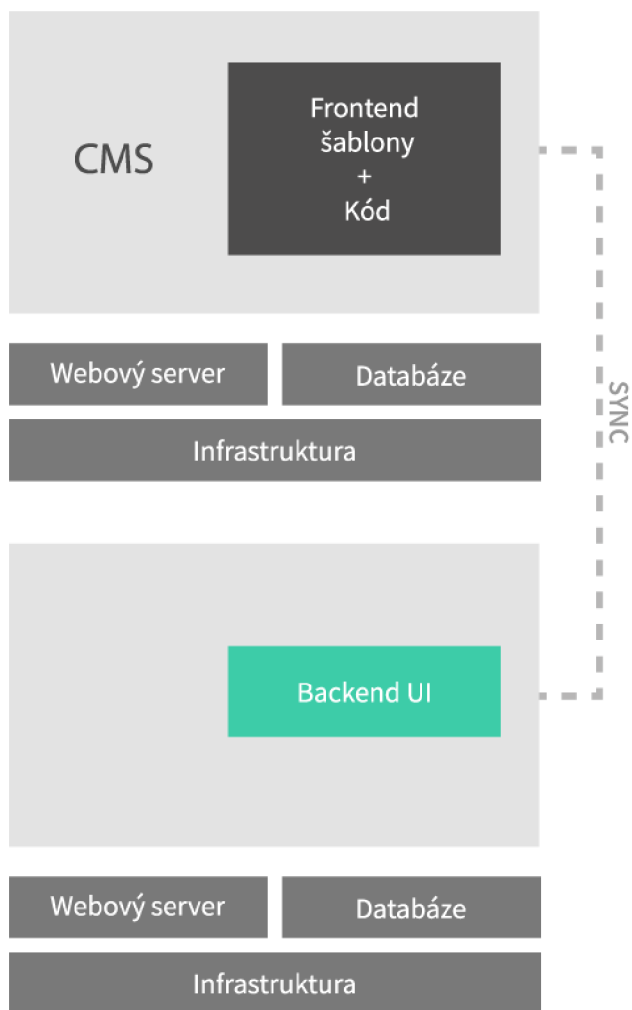 CMS
Frontend
šablony
+
Kód
Webový server
Databáze
Infrastruktura
SYNC
Backend UI
Webový server
Databáze
Infrastruktura